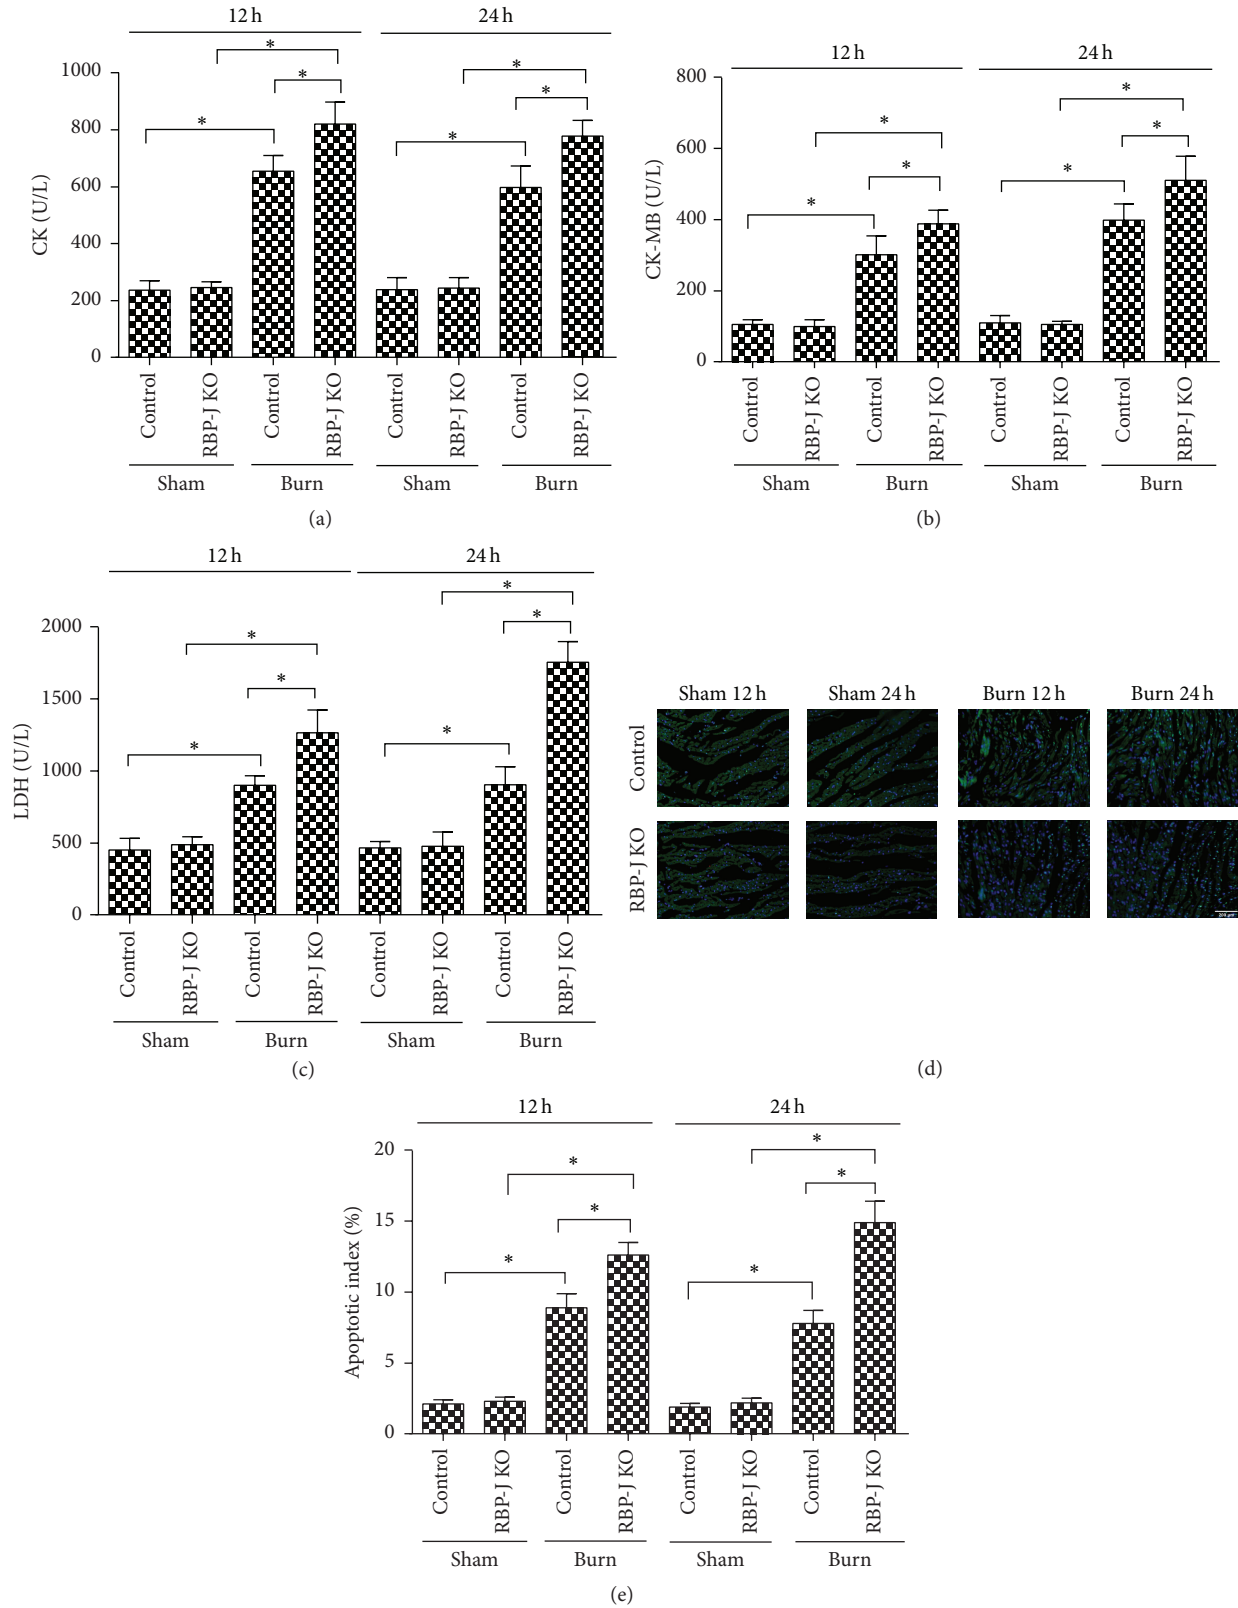 12 h 24 h
* *
* *
* *
CK (U/L)
1000
800
600
400
200
0
Control RBP-J KO Control RBP-J KO Control RBP-J KO Control RBP-J KO
Sham Burn Sham Burn
(a)
12 h 24 h
* *
* *
* *
CK-MB (U/L)
800
600
400
200
0
Control RBP-J KO Control RBP-J KO Control RBP-J KO Control RBP-J KO
Sham Burn Sham Burn
(b)
12 h 24 h
* *
* *
* *
LDH (U/L)
2000
1500
1000
500
0
Control RBP-J KO Control RBP-J KO Control RBP-J KO Control RBP-J KO
Sham Burn Sham Burn
(c)
Sham 12 h Sham 24 h Burn 12 h Burn 24 h
Control
RBP-J KO
200 μm
(d)
12 h 24 h
* *
* *
* *
Apoptotic index (%)
20
15
10
5
0
Control RBP-J KO Control RBP-J KO Control RBP-J KO Control RBP-J KO
Sham Burn Sham Burn
(e)